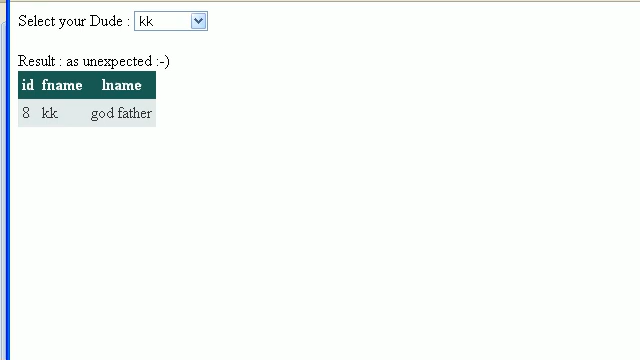 Select your Dude : kk
Result : as unexpected :-)
id fname lname
8 kk god father